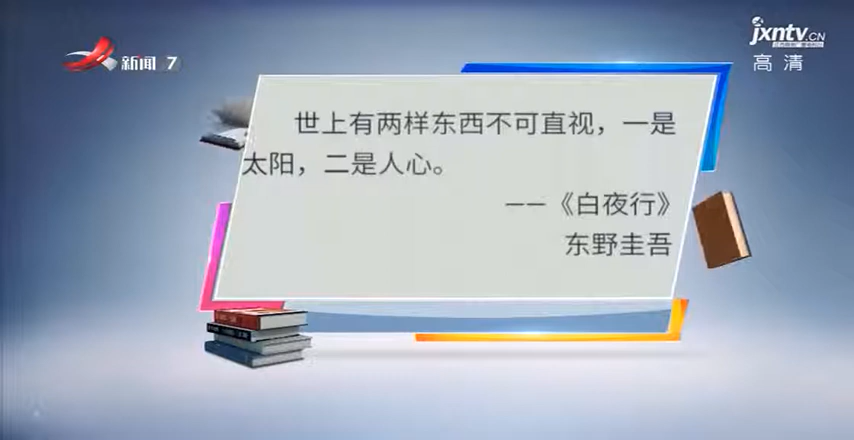 jxntv.CN
新闻 7
高清
世上有两样东西不可直视，一是
太阳，二是人心。
——《白夜行》
东野圭吾